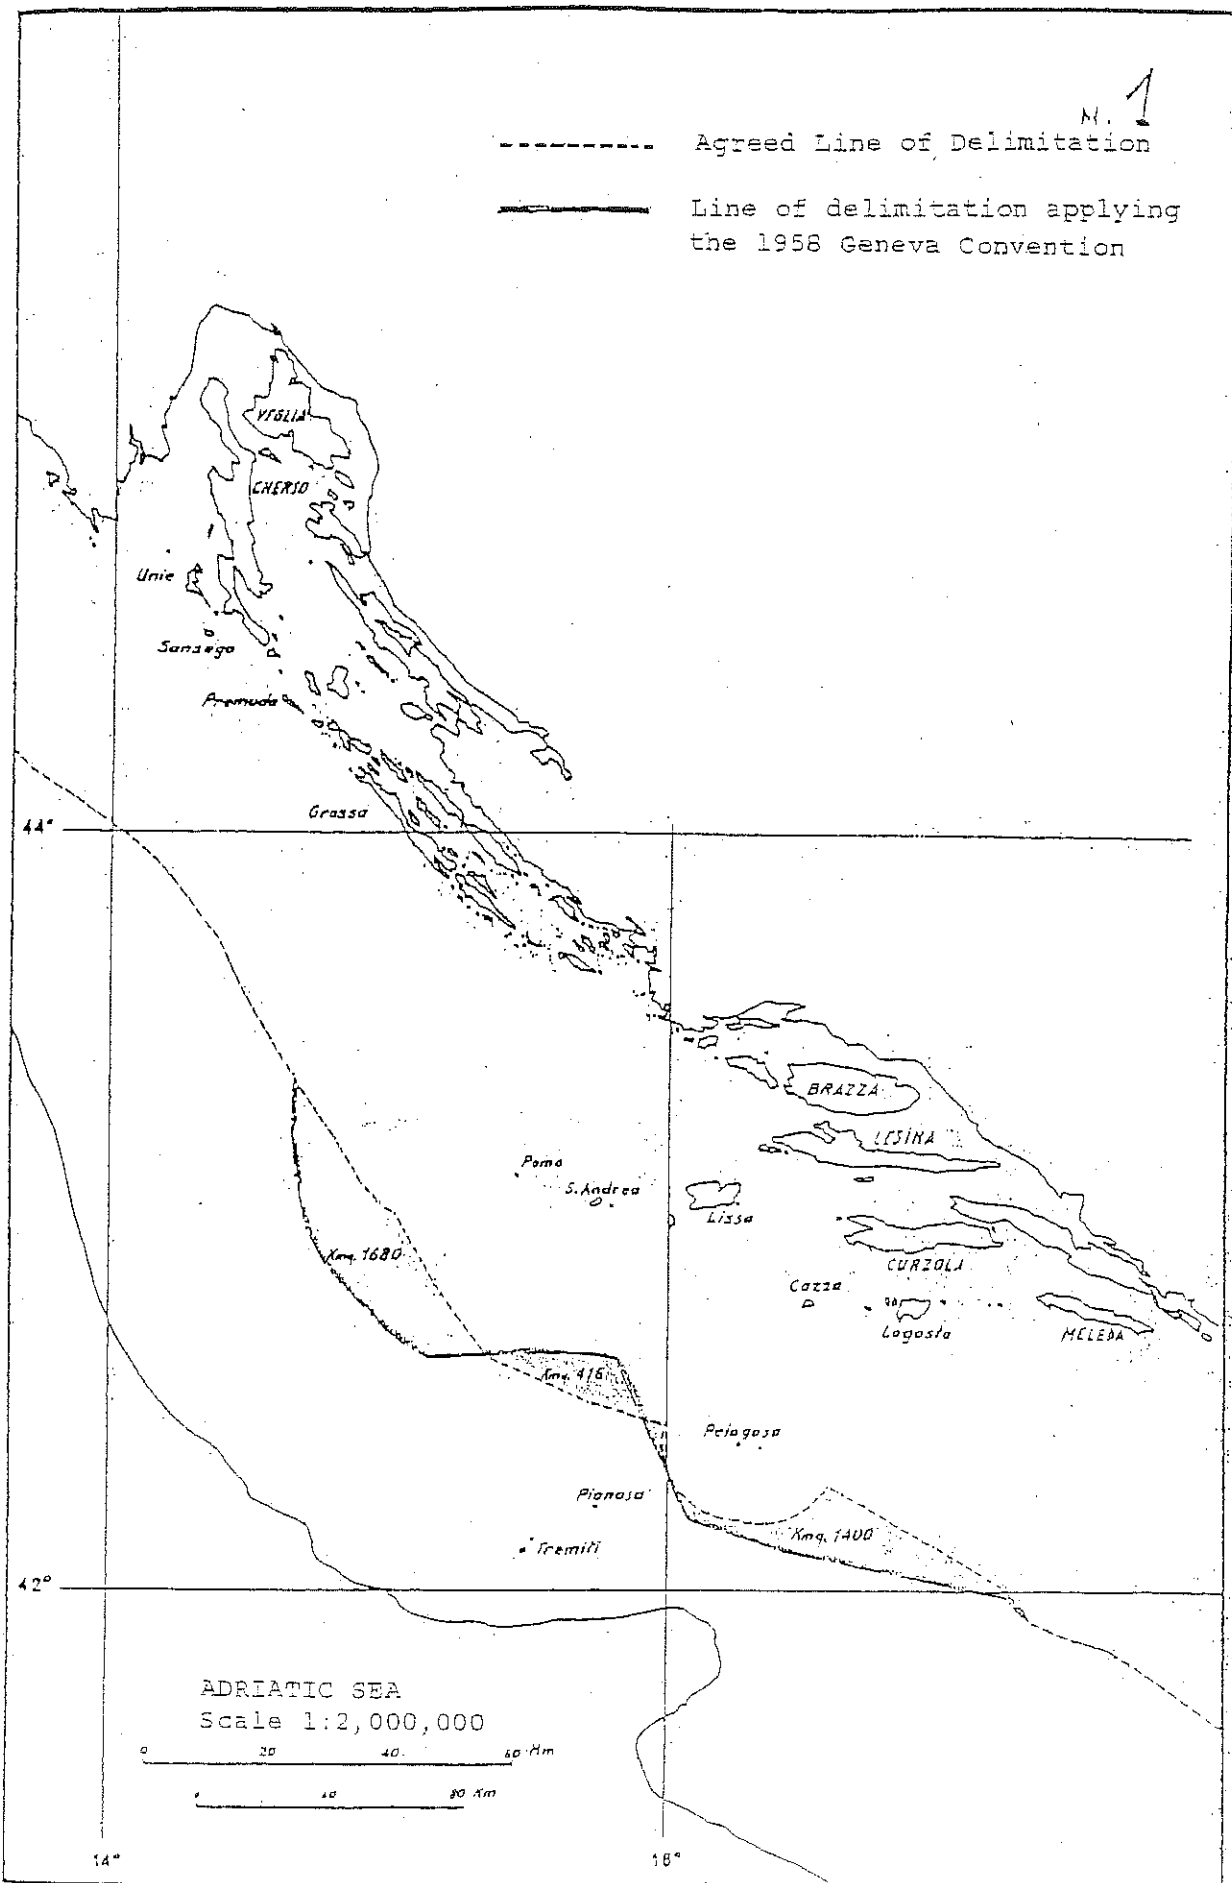 N. 1
Agreed Line of Delimitation
Line of delimitation applying
the 1958 Geneva Convention
VEGLIA
CHERSO
Unie
Sansego
Premuda
Grossa
44°
BRAZZA
LESINA
Pomo
S. Andrea
Lissa
CURZOLA
Kmq. 1680
Cazza
Lagosta
MELEDA
Kmq. 416
Pelagosa
Pianosa
Kmq. 1400
Tremiti
42°
ADRIATIC SEA
Scale 1:2,000,000
0 20 40 60 Km
0 40 80 Km
14° 16°